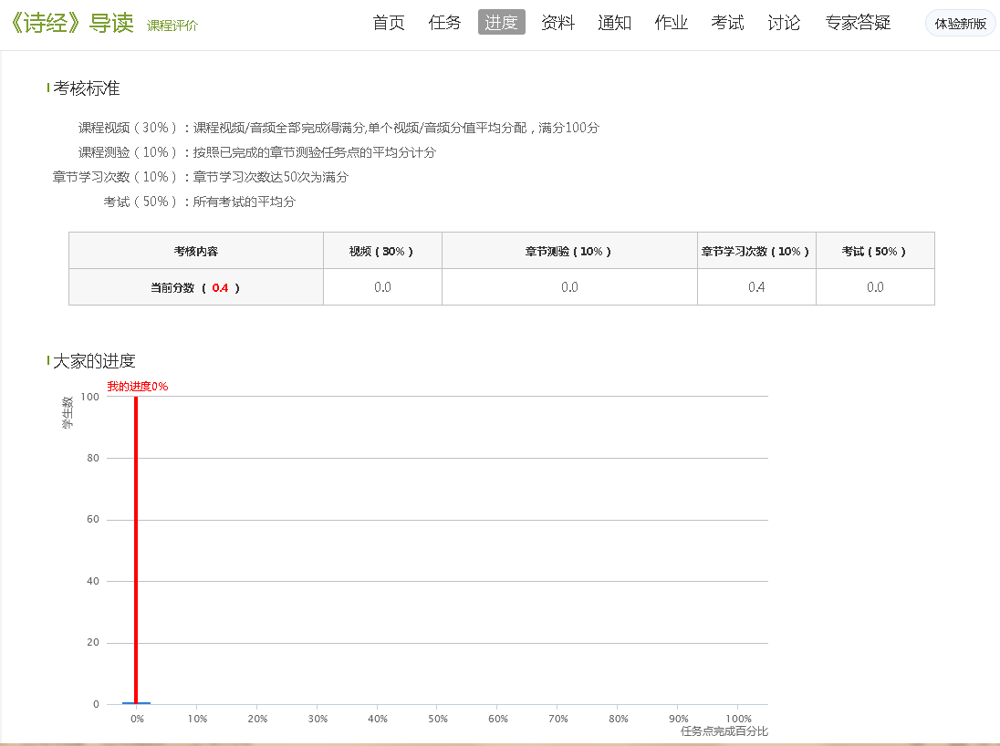 《诗经》导读 课程评价 首页 任务 进度 资料 通知 作业 考试 讨论 专家答疑 体验新版
考核标准
课程视频（30%）：课程视频/音频全部完成得满分,单个视频/音频分值平均分配，满分100分
课程测验（10%）：按照已完成的章节测验任务点的平均分计分
章节学习次数（10%）：章节学习次数达50次为满分
考试（50%）：所有考试的平均分
考核内容 视频（30%） 章节测验（10%） 章节学习次数（10%） 考试（50%）
当前分数 （ 0.4 ） 0.0 0.0 0.4 0.0
大家的进度
我的进度0%
学生数
100
80
60
40
20
0
0% 10% 20% 30% 40% 50% 60% 70% 80% 90% 100%
任务点完成百分比